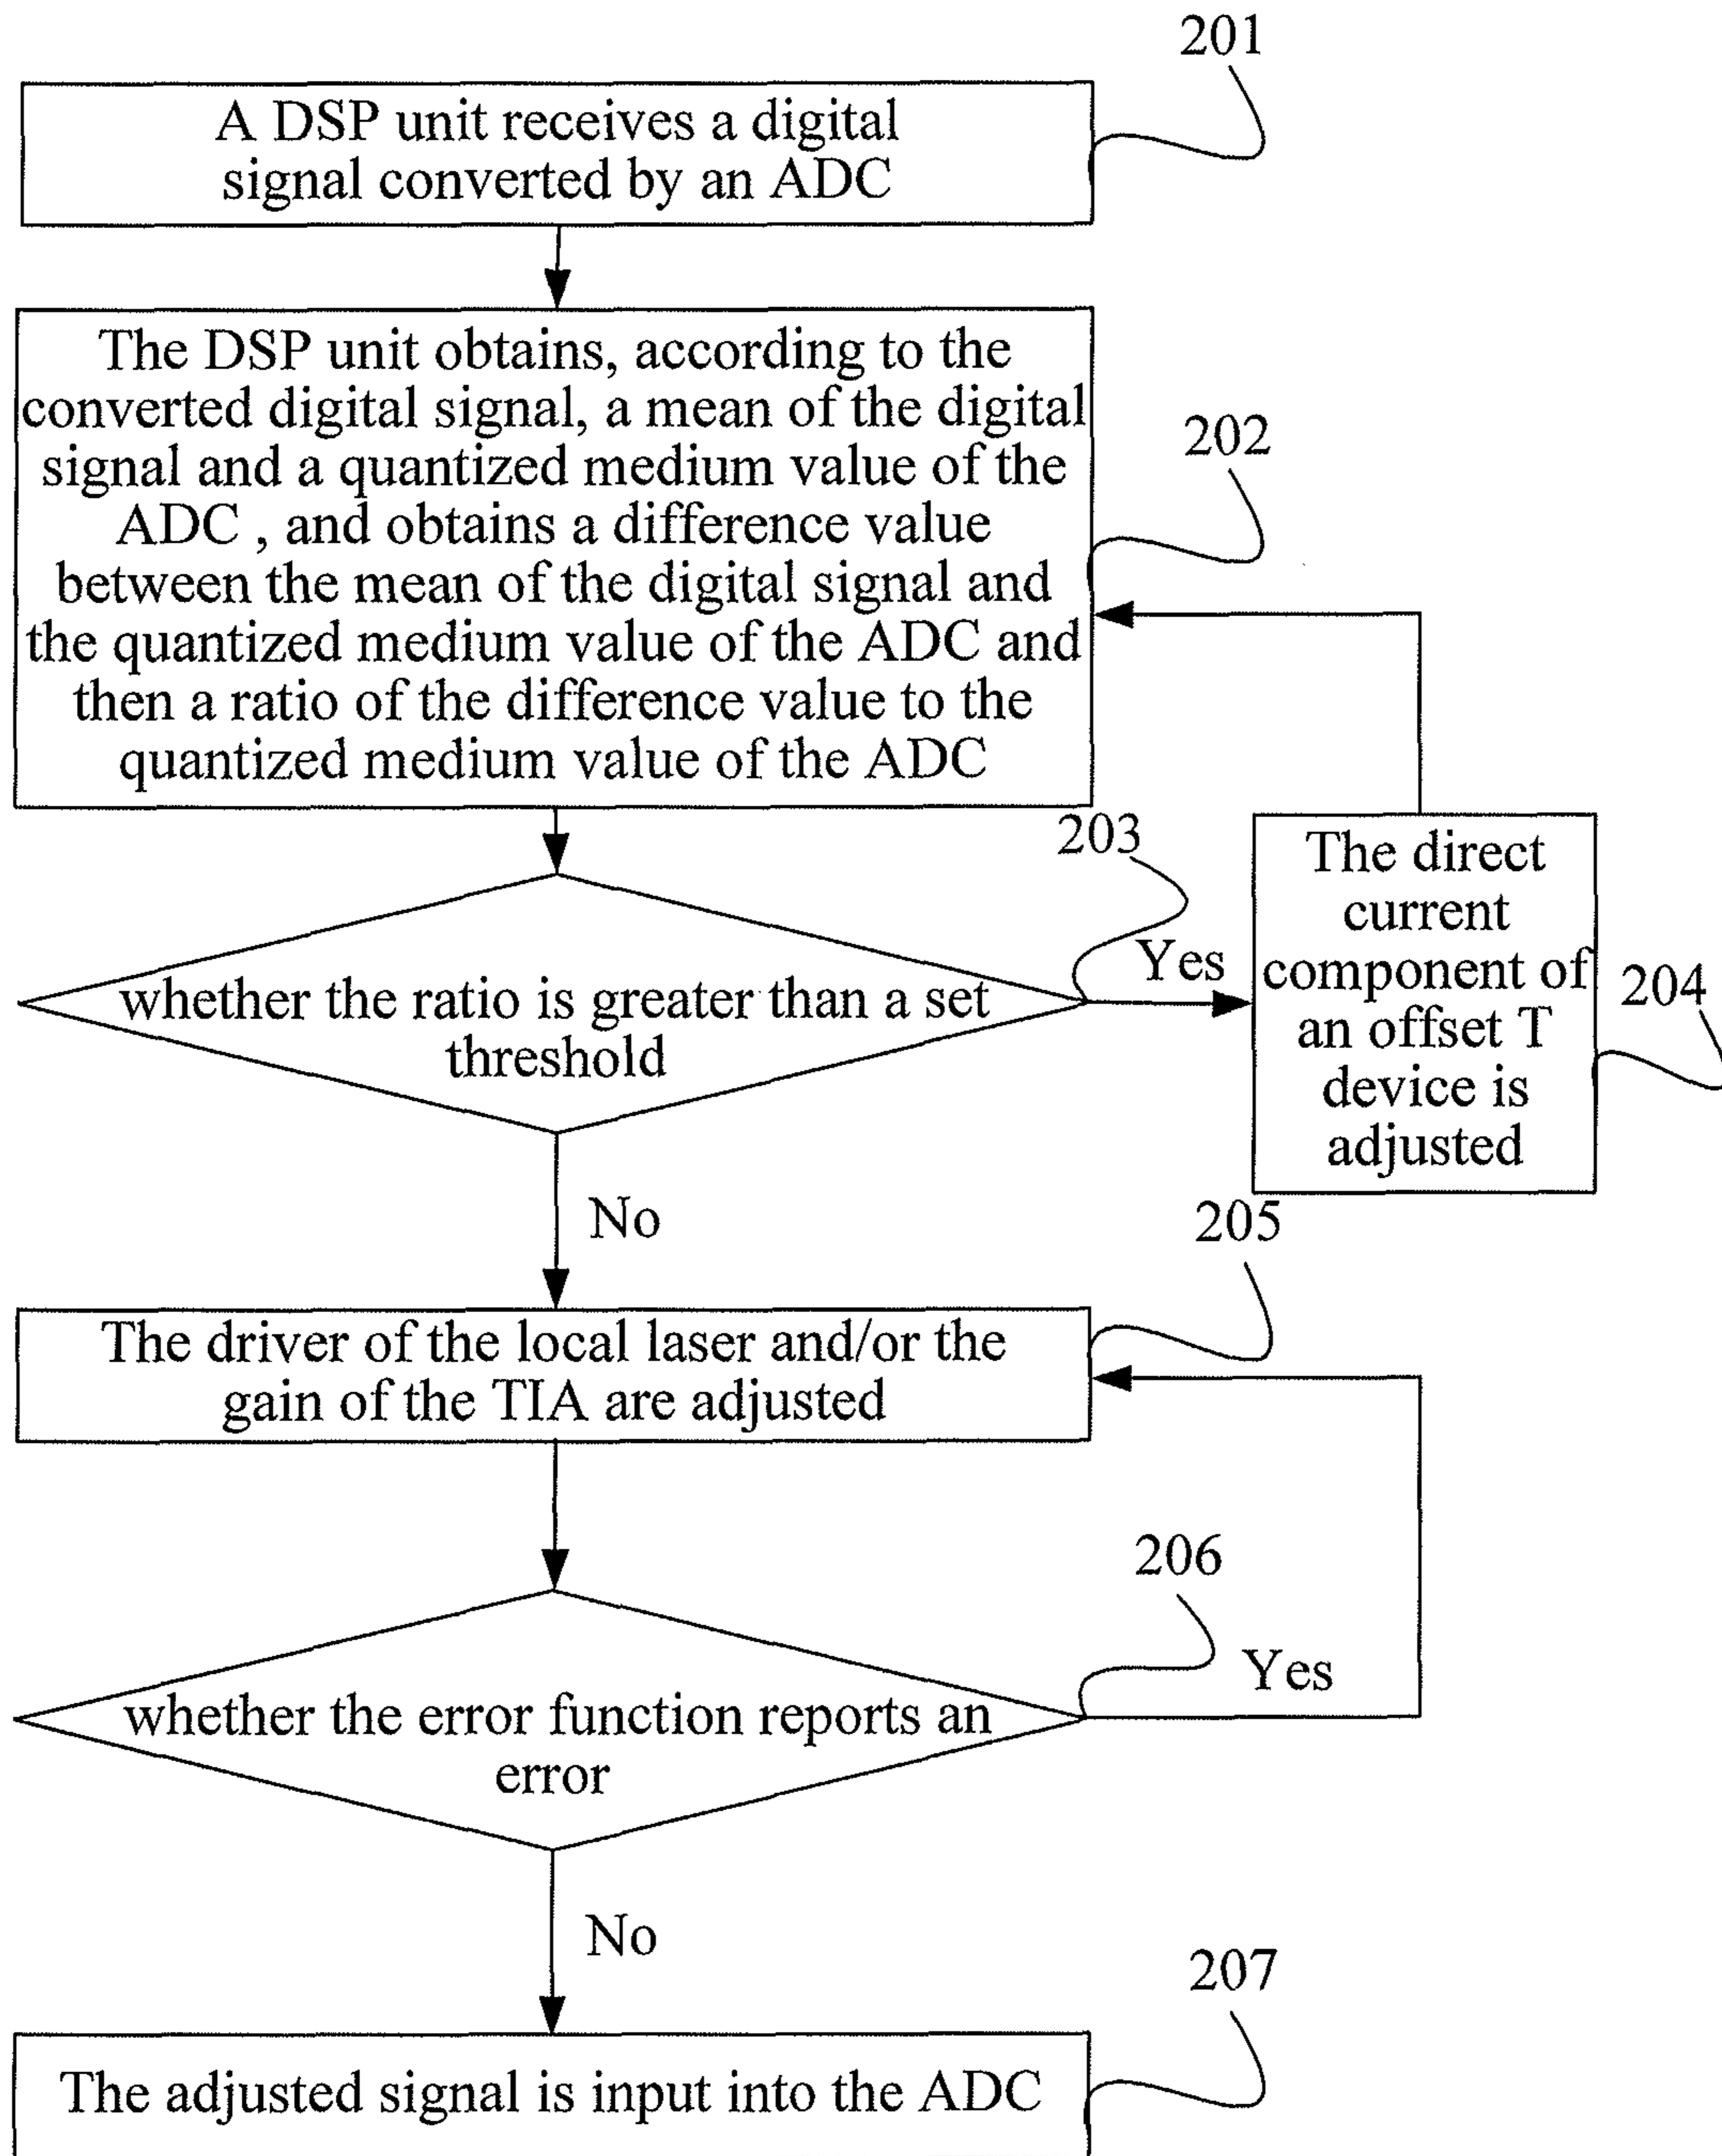 201
A DSP unit receives a digital
signal converted by an ADC
The DSP unit obtains, according to the
converted digital signal, a mean of the digital
signal and a quantized medium value of the
ADC , and obtains a difference value
between the mean of the digital signal and
the quantized medium value of the ADC and
then a ratio of the difference value to the
quantized medium value of the ADC
202
203
whether the ratio is greater than a set
threshold
Yes
The direct
current
component of
an offset T
device is
adjusted
204
No
205
The driver of the local laser and/or the
gain of the TIA are adjusted
206
whether the error function reports an
error
Yes
No
207
The adjusted signal is input into the ADC